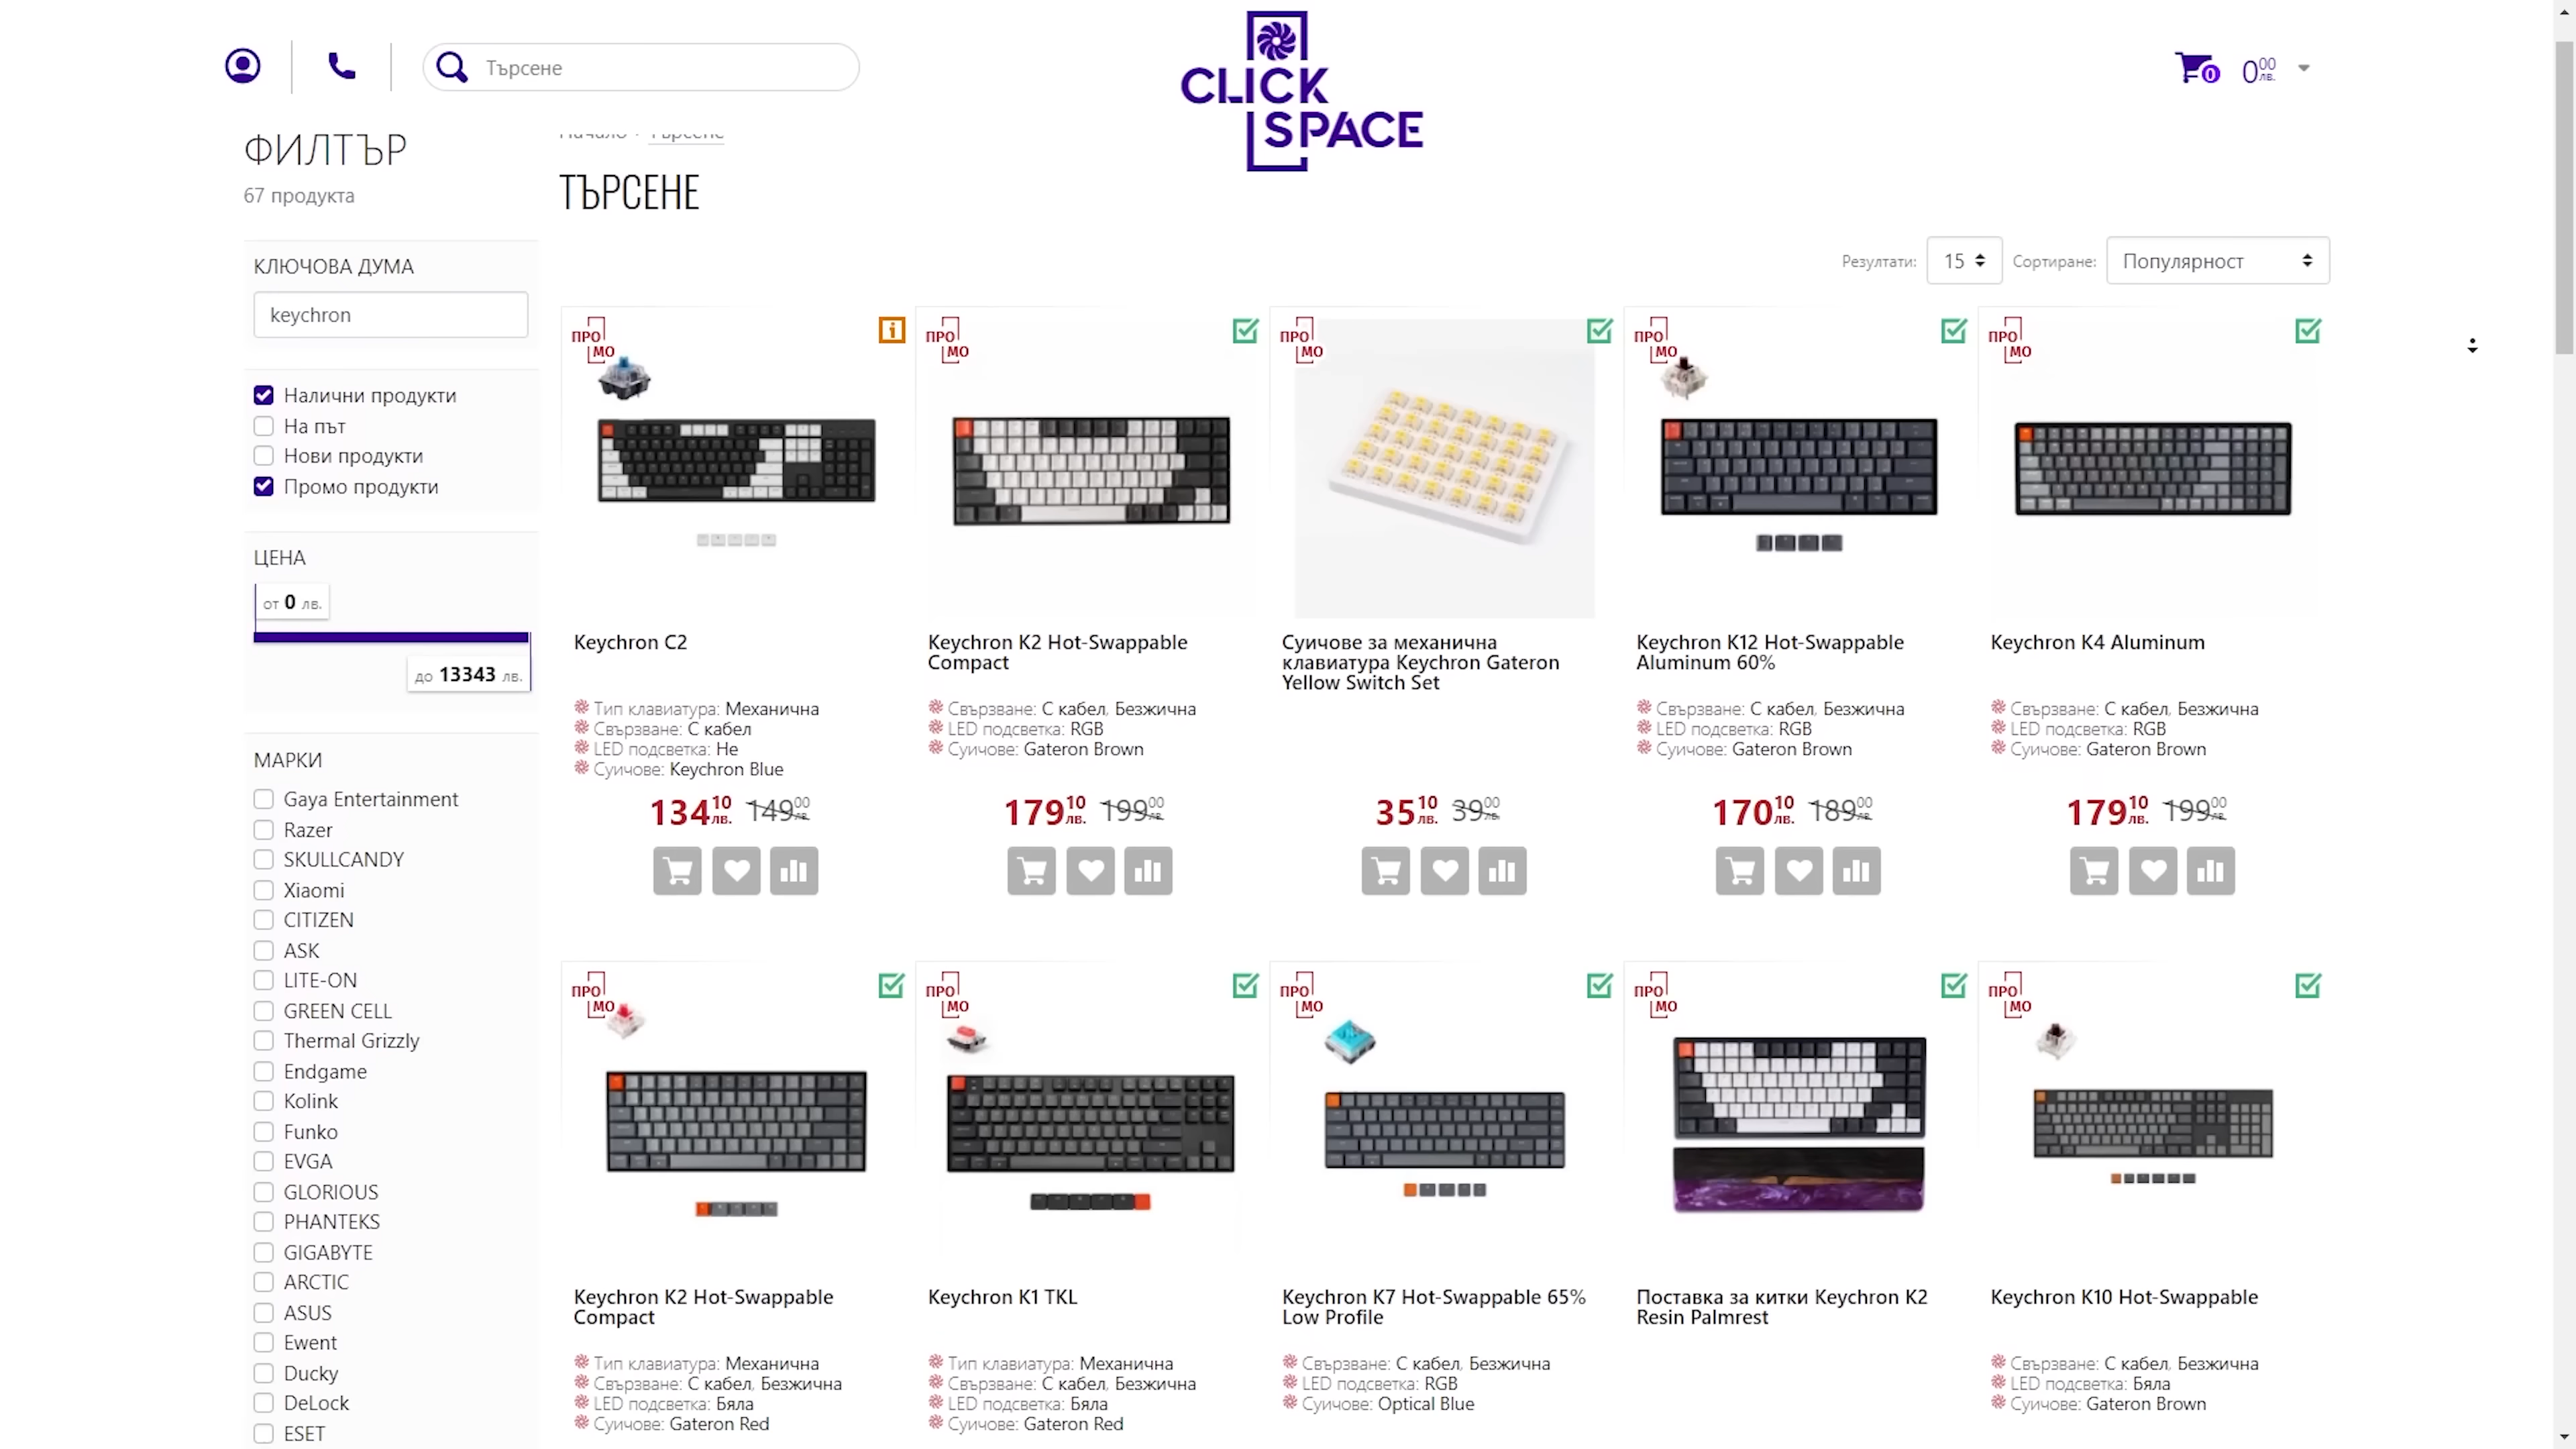 Търсене
CLICK
SPACE
0
0 00 лв.
ФИЛТЪР
67 продукта
Начало
Търсене
ТЪРСЕНЕ
КЛЮЧОВА ДУМА
keychron
Налични продукти
На път
Нови продукти
Промо продукти
ЦЕНА
от 0 лв.
до 13343 лв.
МАРКИ
Gaya Entertainment
Razer
SKULLCANDY
Xiaomi
CITIZEN
ASK
LITE-ON
GREEN CELL
Thermal Grizzly
Endgame
Kolink
Funko
EVGA
GLORIOUS
PHANTEKS
GIGABYTE
ARCTIC
ASUS
Ewent
Ducky
DeLock
ESET
Резултати: 15
Сортиране: Популярност
ПРО
МО
Keychron C2
Тип клавиатура: Механична
Свързване: С кабел
LED подсветка: Не
Суичове: Keychron Blue
134 10 лв. 149 00 лв.
ПРО
МО
Keychron K2 Hot-Swappable
Compact
Свързване: С кабел, Безжична
LED подсветка: RGB
Суичове: Gateron Brown
179 10 лв. 199 00 лв.
ПРО
МО
Суичове за механична
клавиатура Keychron Gateron
Yellow Switch Set
35 10 лв. 39 00 лв.
ПРО
МО
Keychron K12 Hot-Swappable
Aluminum 60%
Свързване: С кабел, Безжична
LED подсветка: RGB
Суичове: Gateron Brown
170 10 лв. 189 00 лв.
ПРО
МО
Keychron K4 Aluminum
Свързване: С кабел, Безжична
LED подсветка: RGB
Суичове: Gateron Brown
179 10 лв. 199 00 лв.
ПРО
МО
Keychron K2 Hot-Swappable
Compact
Тип клавиатура: Механична
Свързване: С кабел, Безжична
LED подсветка: Бяла
Суичове: Gateron Red
ПРО
МО
Keychron K1 TKL
Тип клавиатура: Механична
Свързване: С кабел, Безжична
LED подсветка: Бяла
Суичове: Gateron Red
ПРО
МО
Keychron K7 Hot-Swappable 65%
Low Profile
Свързване: С кабел, Безжична
LED подсветка: RGB
Суичове: Optical Blue
ПРО
МО
Поставка за китки Keychron K2
Resin Palmrest
ПРО
МО
Keychron K10 Hot-Swappable
Свързване: С кабел, Безжична
LED подсветка: Бяла
Суичове: Gateron Brown